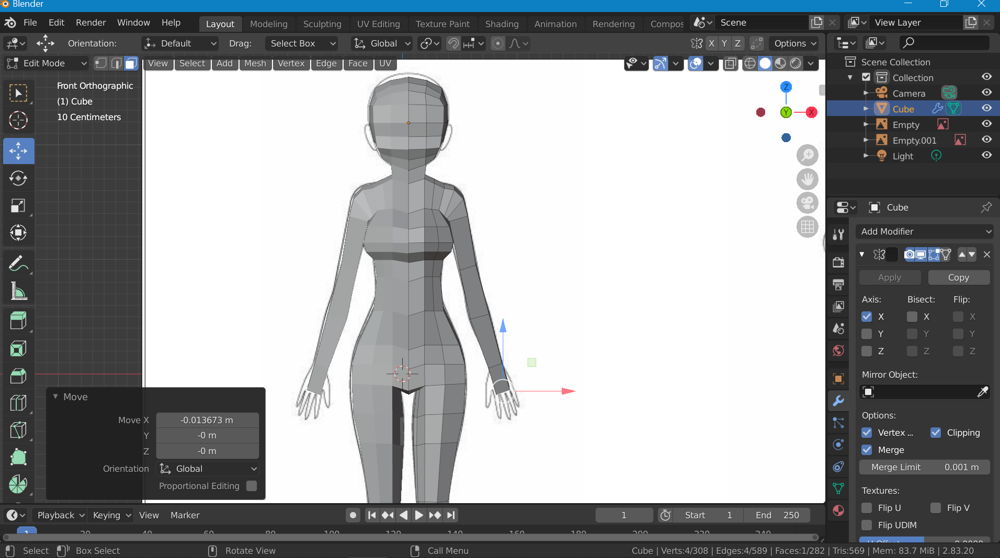 Blender
File Edit Render Window Help Layout Modeling Sculpting UV Editing Texture Paint Shading Animation Rendering Compos Scene View Layer
Orientation: Default Drag: Select Box Global X Y Z Options
Edit Mode View Select Add Mesh Vertex Edge Face UV
Front Orthographic
(1) Cube
10 Centimeters
Z
Y
X
Scene Collection
Collection
Camera
Cube
Empty
Empty.001
Light
Cube
Add Modifier
Apply Copy
Axis: Bisect: Flip:
X X X
Y Y Y
Z Z Z
Mirror Object:
Options:
Vertex ... Clipping
Merge
Merge Limit 0.001 m
Textures:
Flip U Flip V
Flip UDIM
Move
Move X -0.013673 m
Y -0 m
Z -0 m
Orientation Global
Proportional Editing
Playback Keying View Marker 1 Start 1 End 250
1 20 40 60 80 100 120 140 160 180 200 220 240
Select Box Select Rotate View Call Menu Cube | Verts:4/308 | Edges:4/589 | Faces:1/282 | Tris:569 | Mem: 83.7 MiB | 2.83.20